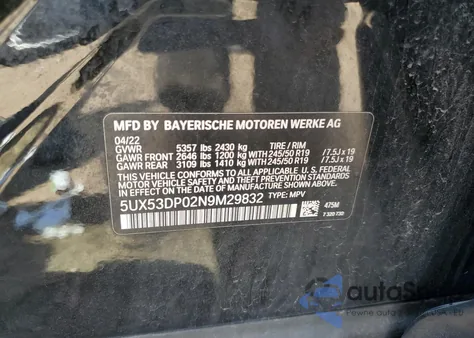 MFD BY BAYERISCHE MOTOREN WERKE AG
04/22
GVWR 5357 lbs 2430 kg TIRE / RIM
GAWR FRONT 2646 lbs 1200 kg WITH 245/50 R19 /7.5J x 19
GAWR REAR 3109 lbs 1410 kg WITH 245/50 R19 /7.5J x 19
THIS VEHICLE CONFORMS TO ALL APPLICABLE U.S. FEDERAL
MOTOR VEHICLE SAFETY AND THEFT PREVENTION STANDARDS
IN EFFECT ON THE DATE OF MANUFACTURE SHOWN ABOVE.
5UX53DP02N9M29832 TYPE: MPV
475M
7 320 732